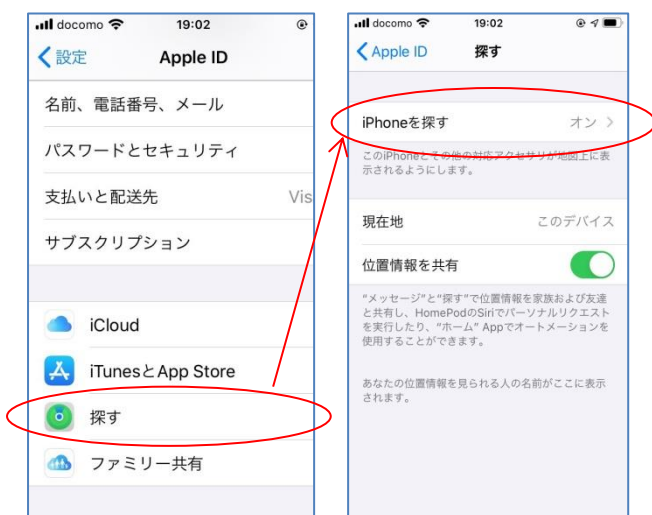 docomo 19:02
設定 Apple ID
名前、電話番号、メール
パスワードとセキュリティ
支払いと配送先 Vis
サブスクリプション
iCloud
iTunesとApp Store
探す
ファミリー共有
docomo 19:02
Apple ID 探す
iPhoneを探す オン
このiPhoneとその他の対応アクセサリが地図上に表
示されるようにします。
現在地 このデバイス
位置情報を共有
"メッセージ"と"探す"で位置情報を家族および友達
と共有し、HomePodのSiriでパーソナルリクエスト
を実行したり、"ホーム" Appでオートメーションを
使用することができます。
あなたの位置情報を見られる人の名前がここに表示
されます。